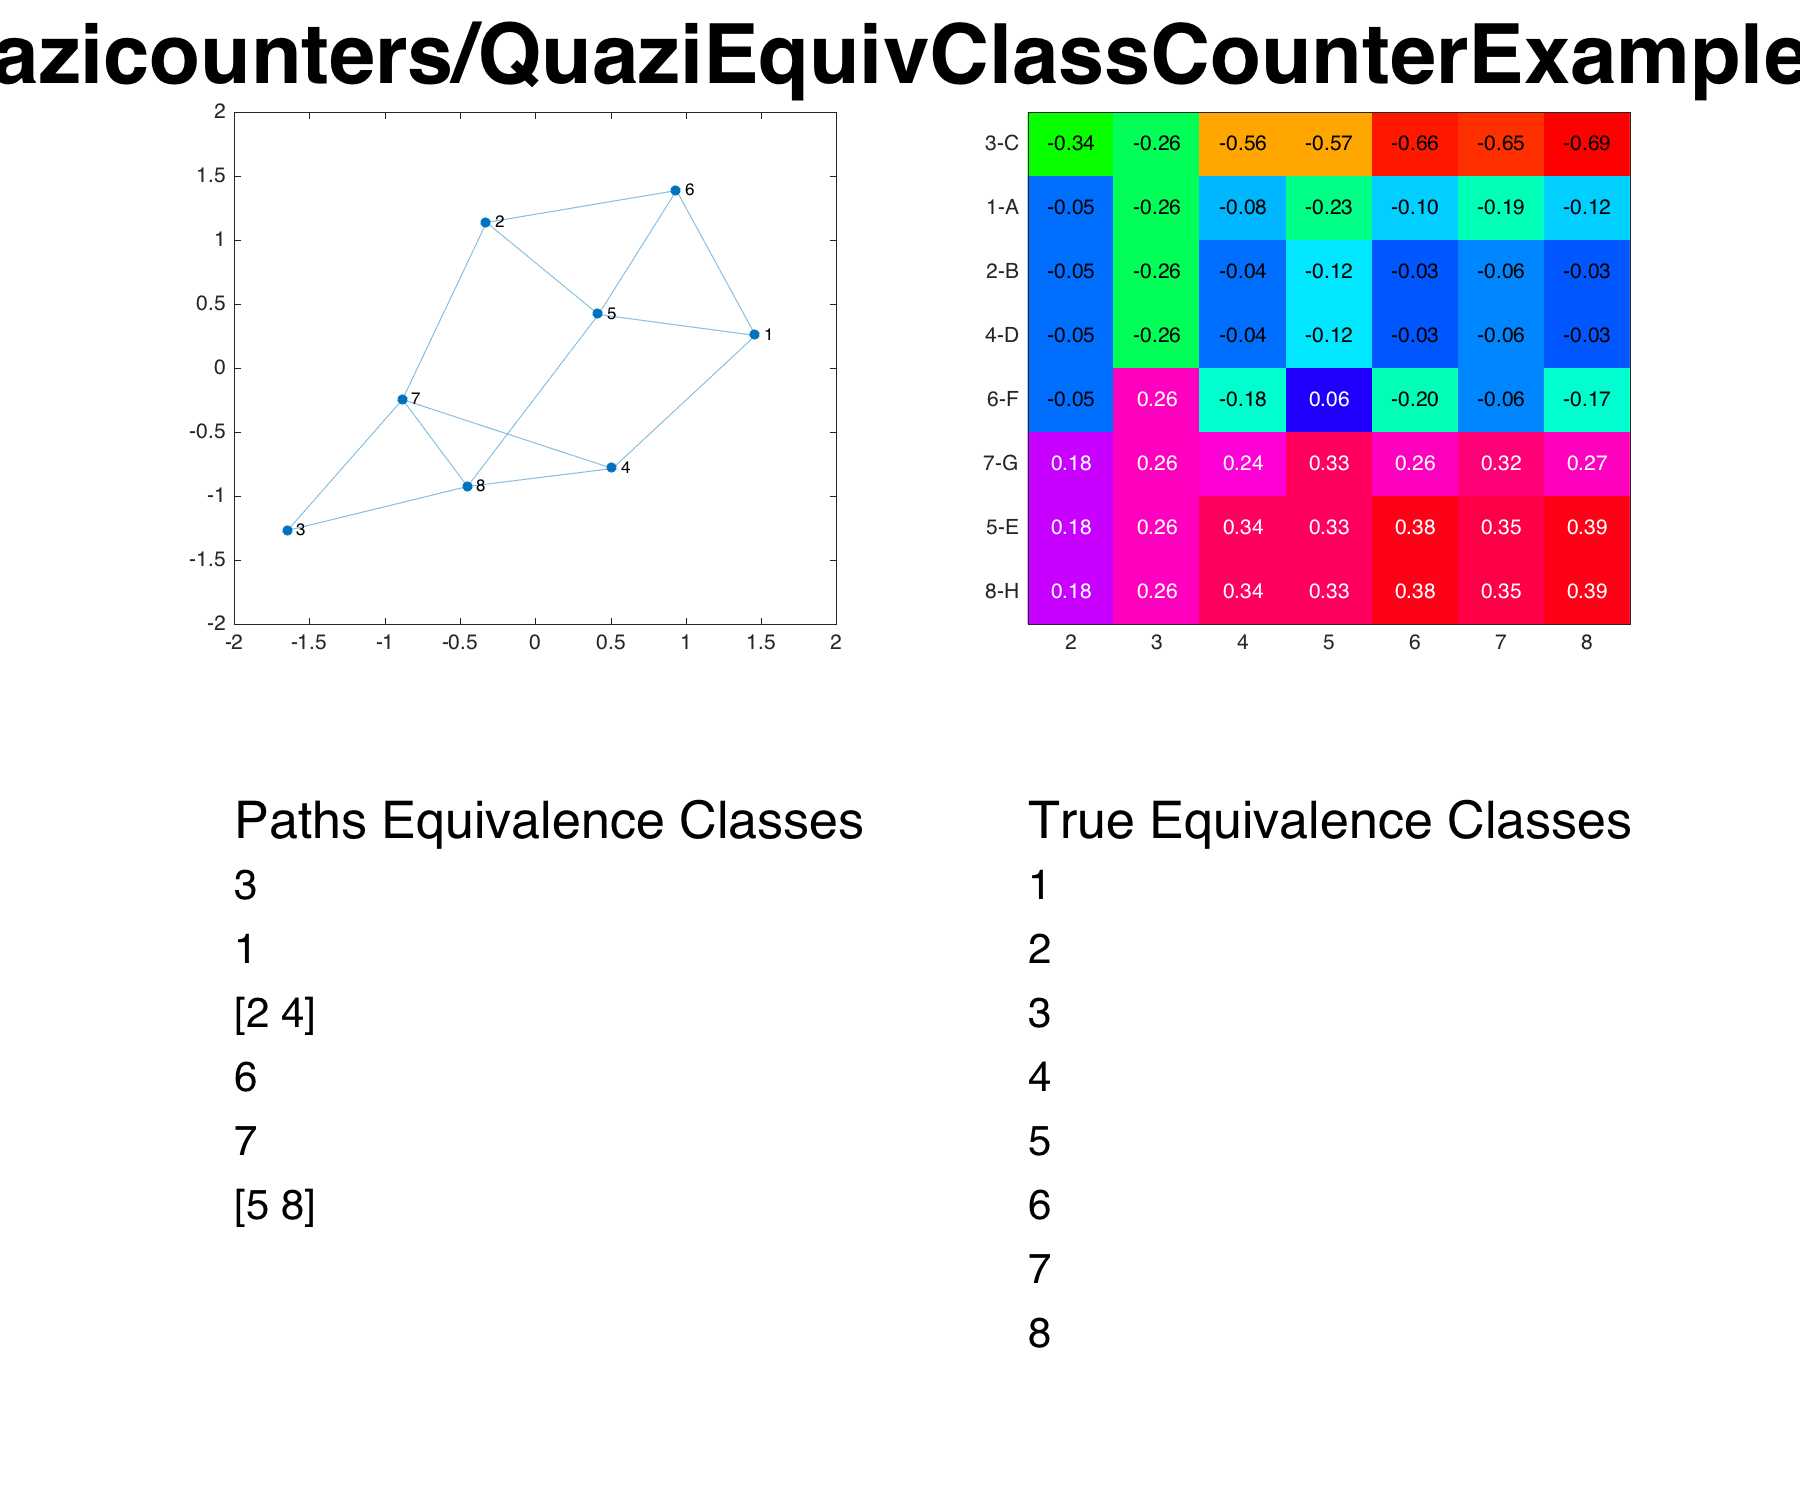 azicounters/QuaziEquivClassCounterExample
2
1.5
1
0.5
0
-0.5
-1
-1.5
-2
-2 -1.5 -1 -0.5 0 0.5 1 1.5 2
6
2
5
1
7
4
8
3
3-C -0.34 -0.26 -0.56 -0.57 -0.66 -0.65 -0.69
1-A -0.05 -0.26 -0.08 -0.23 -0.10 -0.19 -0.12
2-B -0.05 -0.26 -0.04 -0.12 -0.03 -0.06 -0.03
4-D -0.05 -0.26 -0.04 -0.12 -0.03 -0.06 -0.03
6-F -0.05 0.26 -0.18 0.06 -0.20 -0.06 -0.17
7-G 0.18 0.26 0.24 0.33 0.26 0.32 0.27
5-E 0.18 0.26 0.34 0.33 0.38 0.35 0.39
8-H 0.18 0.26 0.34 0.33 0.38 0.35 0.39
2 3 4 5 6 7 8
Paths Equivalence Classes
3
1
[2 4]
6
7
[5 8]
True Equivalence Classes
1
2
3
4
5
6
7
8